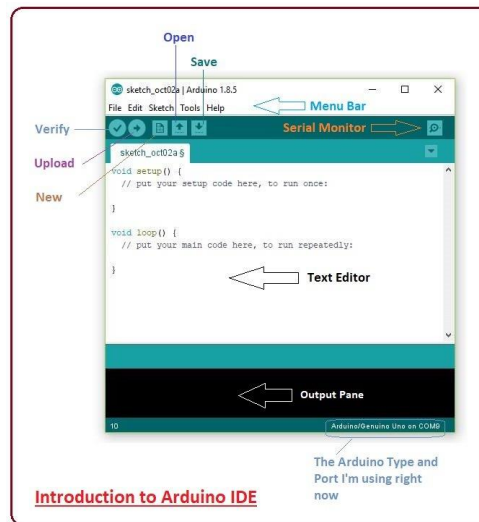 Open
Save
sketch_oct02a | Arduino 1.8.5
File Edit Sketch Tools Help
Menu Bar
Verify
Serial Monitor
Upload
sketch_oct02a §
New
void setup() {
// put your setup code here, to run once:
}
void loop() {
// put your main code here, to run repeatedly:
}
Text Editor
Output Pane
10
Arduino/Genuino Uno on COM9
The Arduino Type and
Port I'm using right
now
Introduction to Arduino IDE